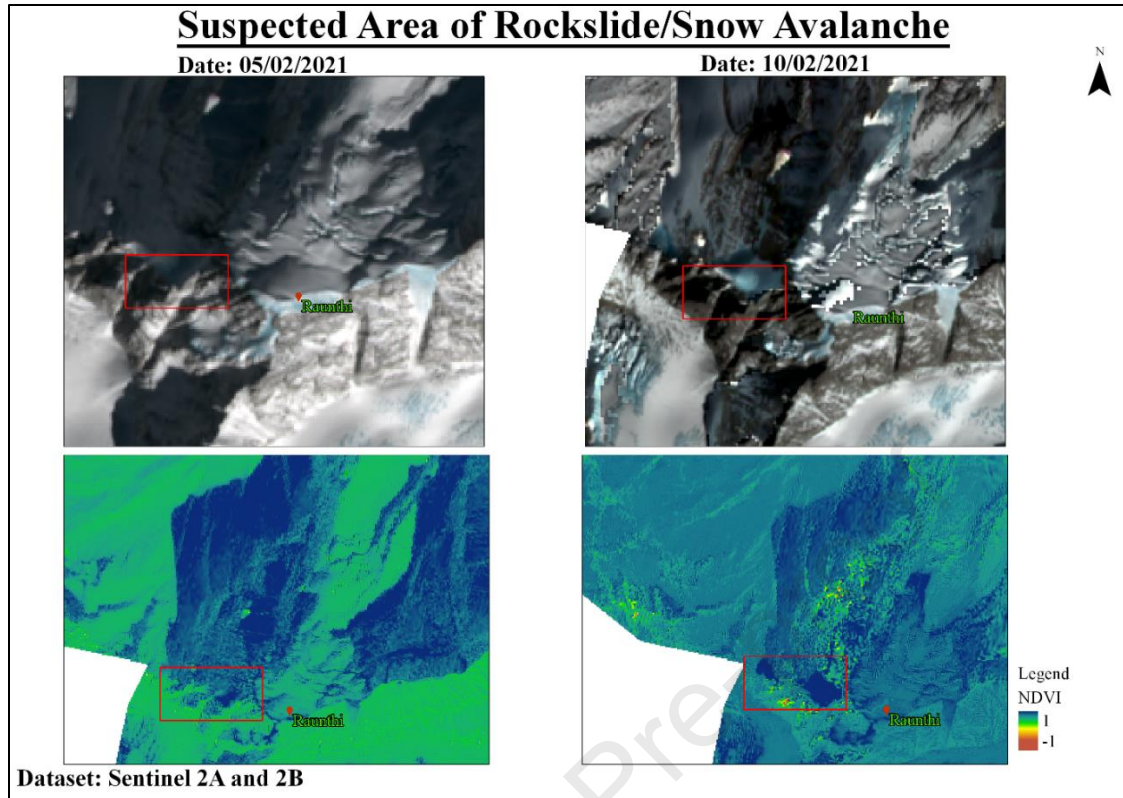 Suspected Area of Rockslide/Snow Avalanche
Date: 05/02/2021
Date: 10/02/2021
N
Raunthi
Raunthi
Raunthi
Raunthi
Legend
NDVI
1
-1
Dataset: Sentinel 2A and 2B